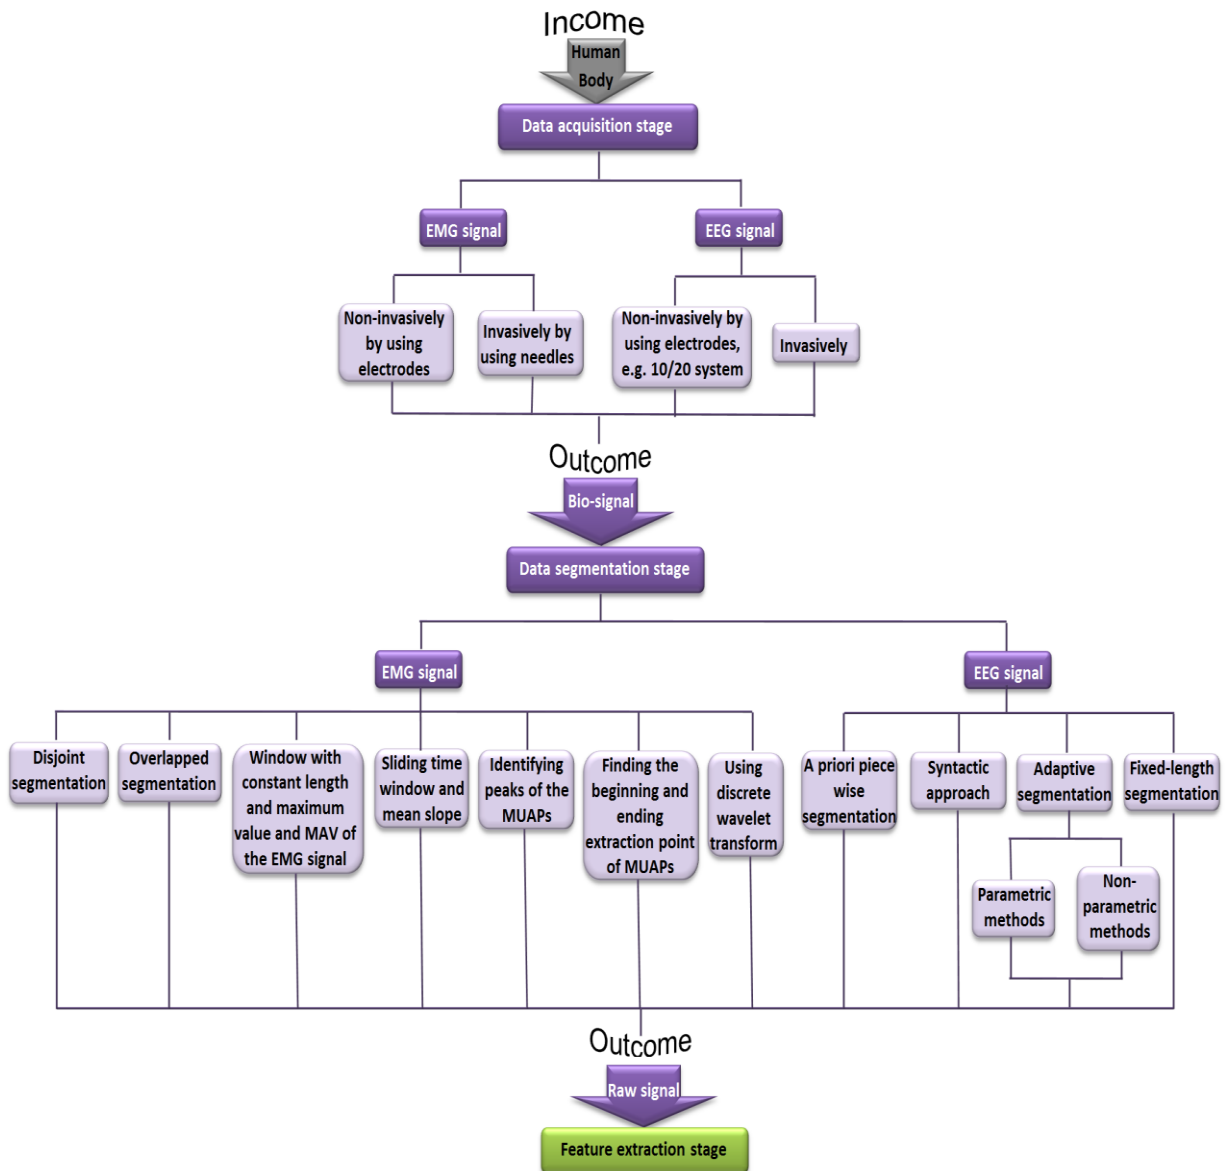 Income
Human
Body
Data acquisition stage
EMG signal
EEG signal
Non-invasively
by using
electrodes
Invasively by
using needles
Non-invasively by
using electrodes,
e.g. 10/20 system
Invasively
Outcome
Bio-signal
Data segmentation stage
EMG signal
EEG signal
Disjoint
segmentation
Overlapped
segmentation
Window with
constant length
and maximum
value and MAV of
the EMG signal
Sliding time
window and
mean slope
Identifying
peaks of the
MUAPs
Finding the
beginning and
ending
extraction point
of MUAPs
Using
discrete
wavelet
transform
A priori piece
wise
segmentation
Syntactic
approach
Adaptive
segmentation
Fixed-length
segmentation
Parametric
methods
Non-
parametric
methods
Outcome
Raw signal
Feature extraction stage